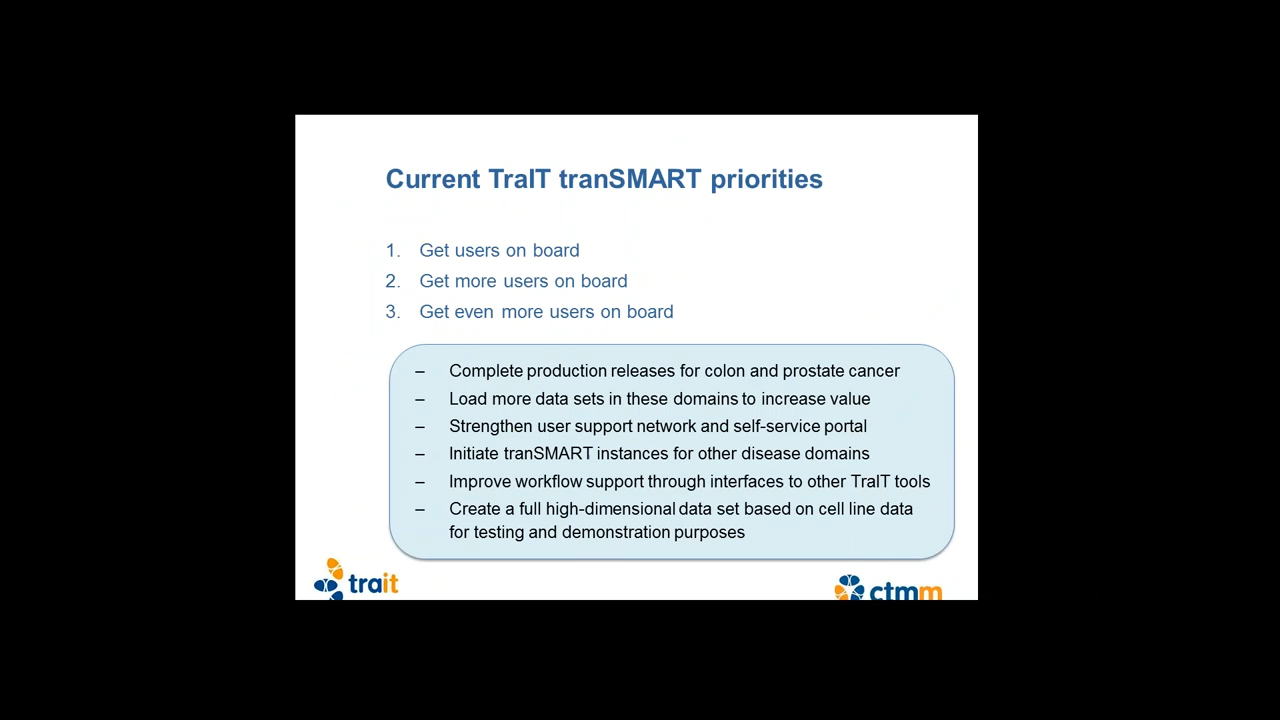 Current TraIT tranSMART priorities
1. Get users on board
2. Get more users on board
3. Get even more users on board
– Complete production releases for colon and prostate cancer
– Load more data sets in these domains to increase value
– Strengthen user support network and self-service portal
– Initiate tranSMART instances for other disease domains
– Improve workflow support through interfaces to other TraIT tools
– Create a full high-dimensional data set based on cell line data
for testing and demonstration purposes
trait
ctmm